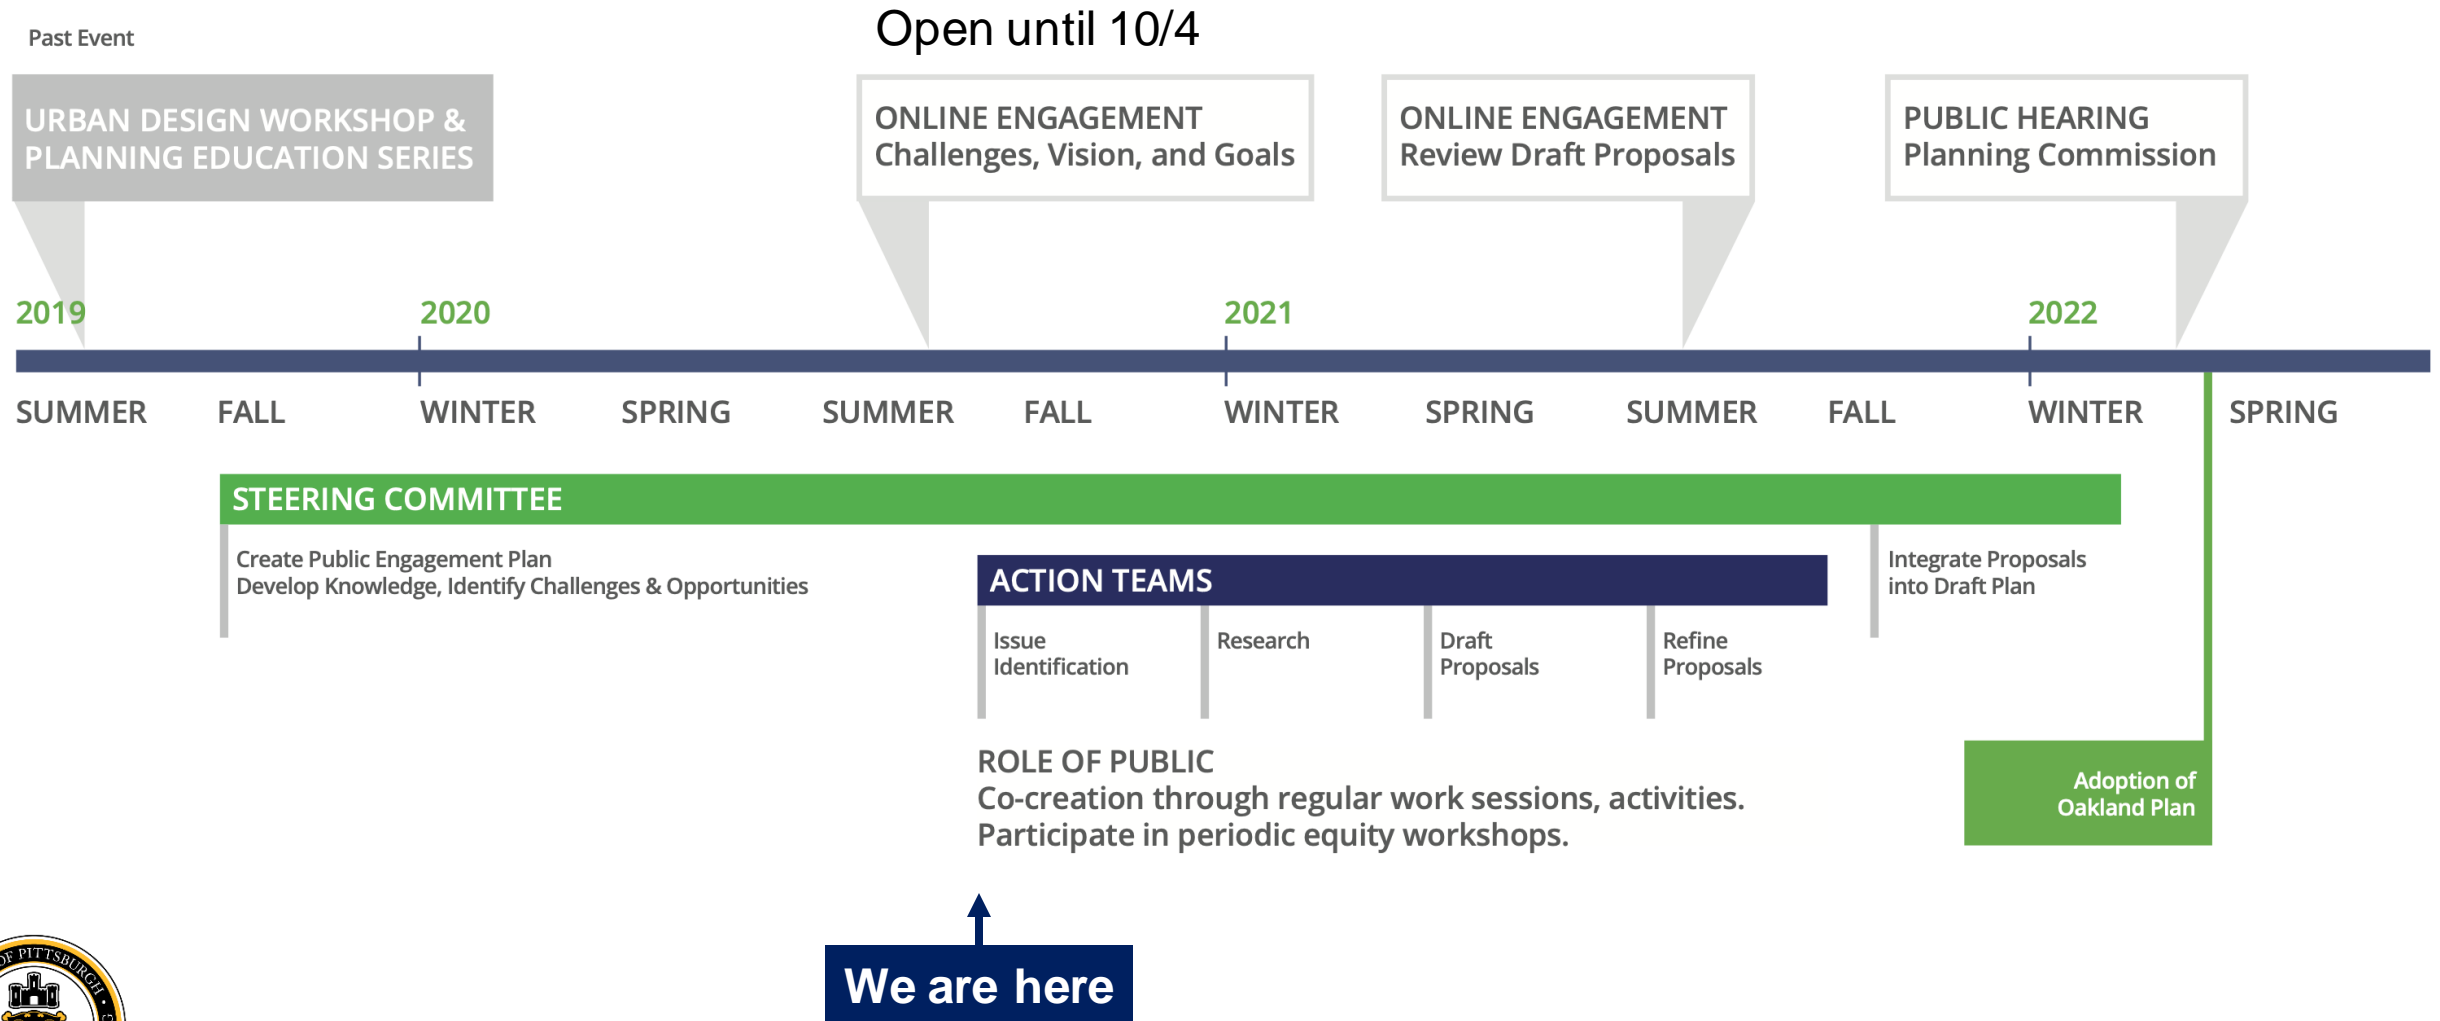 Open until 10/4
Past Event
URBAN DESIGN WORKSHOP &
PLANNING EDUCATION SERIES
ONLINE ENGAGEMENT
Challenges, Vision, and Goals
ONLINE ENGAGEMENT
Review Draft Proposals
PUBLIC HEARING
Planning Commission
2019
2020
2021
2022
SUMMER
FALL
WINTER
SPRING
SUMMER
FALL
WINTER
SPRING
SUMMER
FALL
WINTER
SPRING
STEERING COMMITTEE
Create Public Engagement Plan
Develop Knowledge, Identify Challenges & Opportunities
Integrate Proposals
into Draft Plan
ACTION TEAMS
Issue
Identification
Research
Draft
Proposals
Refine
Proposals
ROLE OF PUBLIC
Co-creation through regular work sessions, activities.
Participate in periodic equity workshops.
Adoption of
Oakland Plan
We are here
OF PITTSBURGH